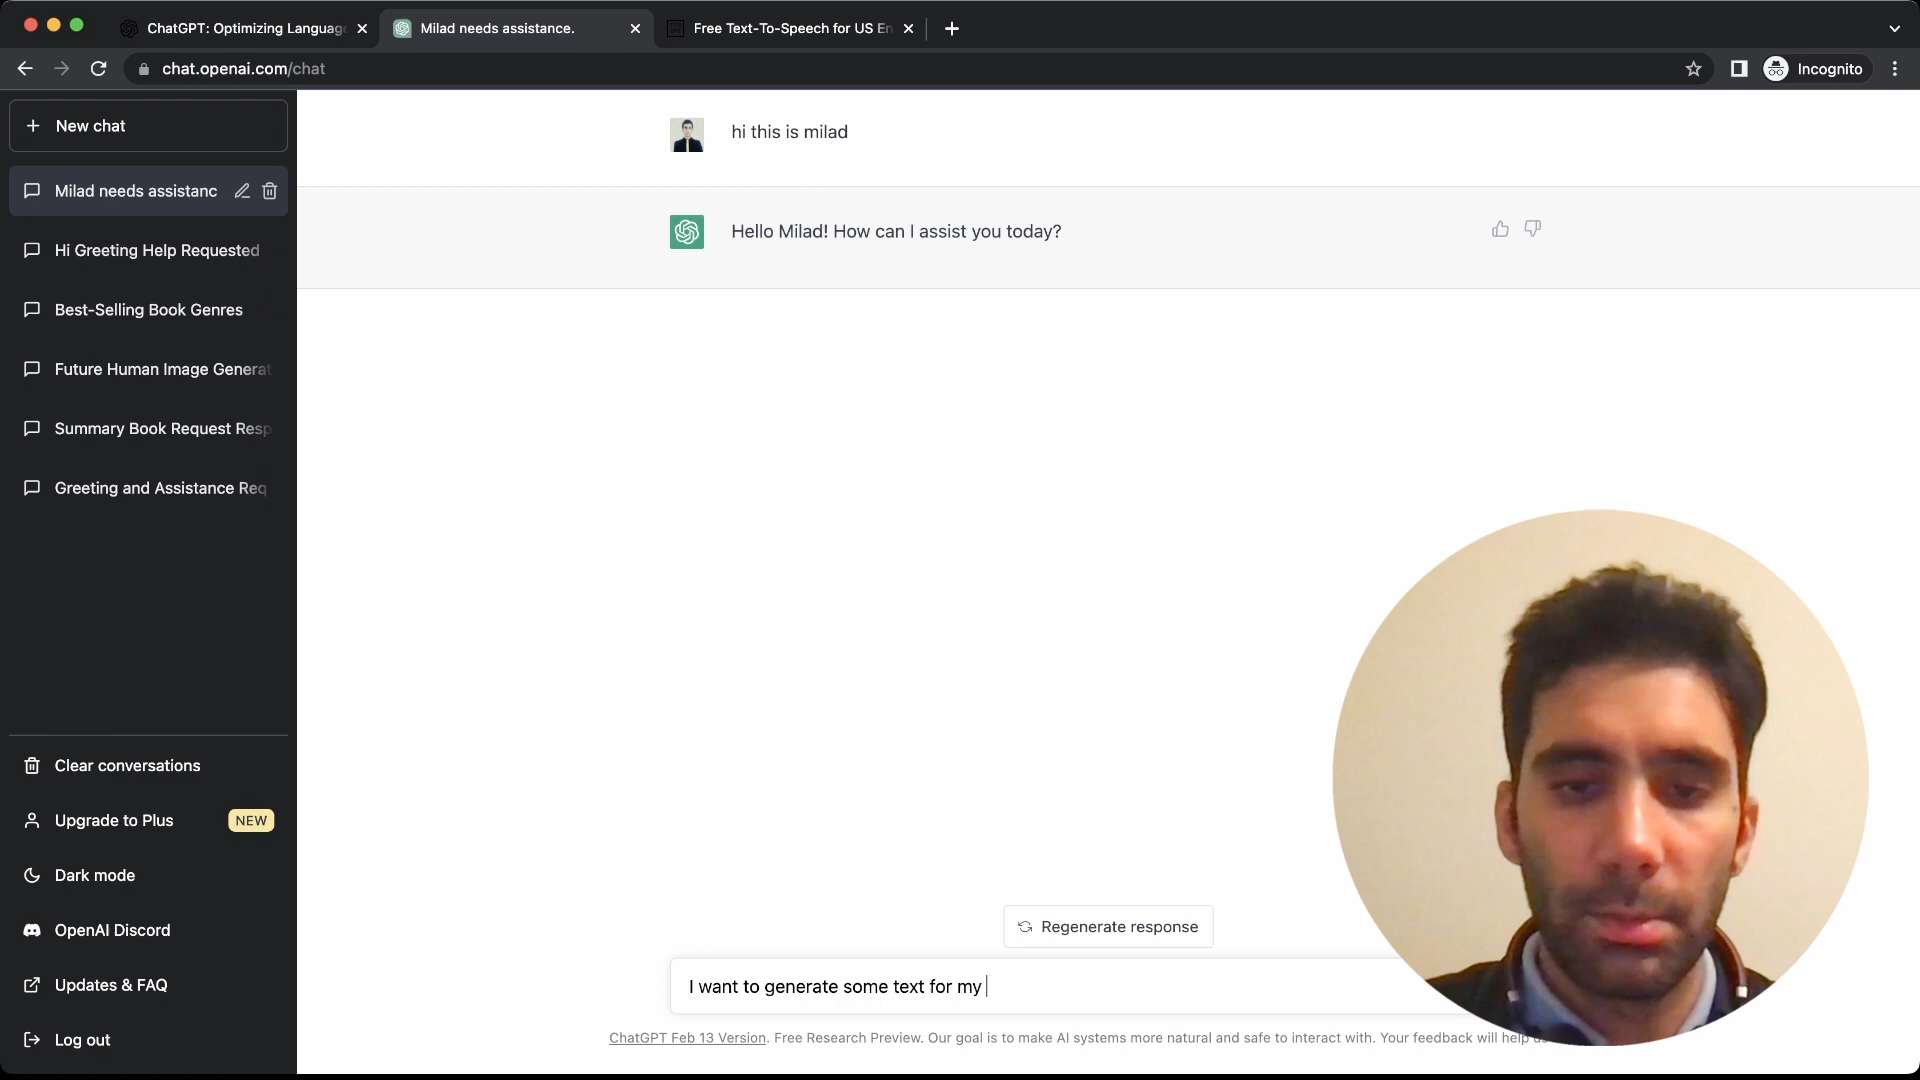 ChatGPT: Optimizing Language
Milad needs assistance.
Free Text-To-Speech for US En
chat.openai.com/chat
Incognito
New chat
Milad needs assistanc
Hi Greeting Help Requested
Best-Selling Book Genres
Future Human Image Generat
Summary Book Request Resp
Greeting and Assistance Req
Clear conversations
Upgrade to Plus NEW
Dark mode
OpenAI Discord
Updates & FAQ
Log out
hi this is milad
Hello Milad! How can I assist you today?
Regenerate response
I want to generate some text for my
ChatGPT Feb 13 Version. Free Research Preview. Our goal is to make AI systems more natural and safe to interact with. Your feedback will help us